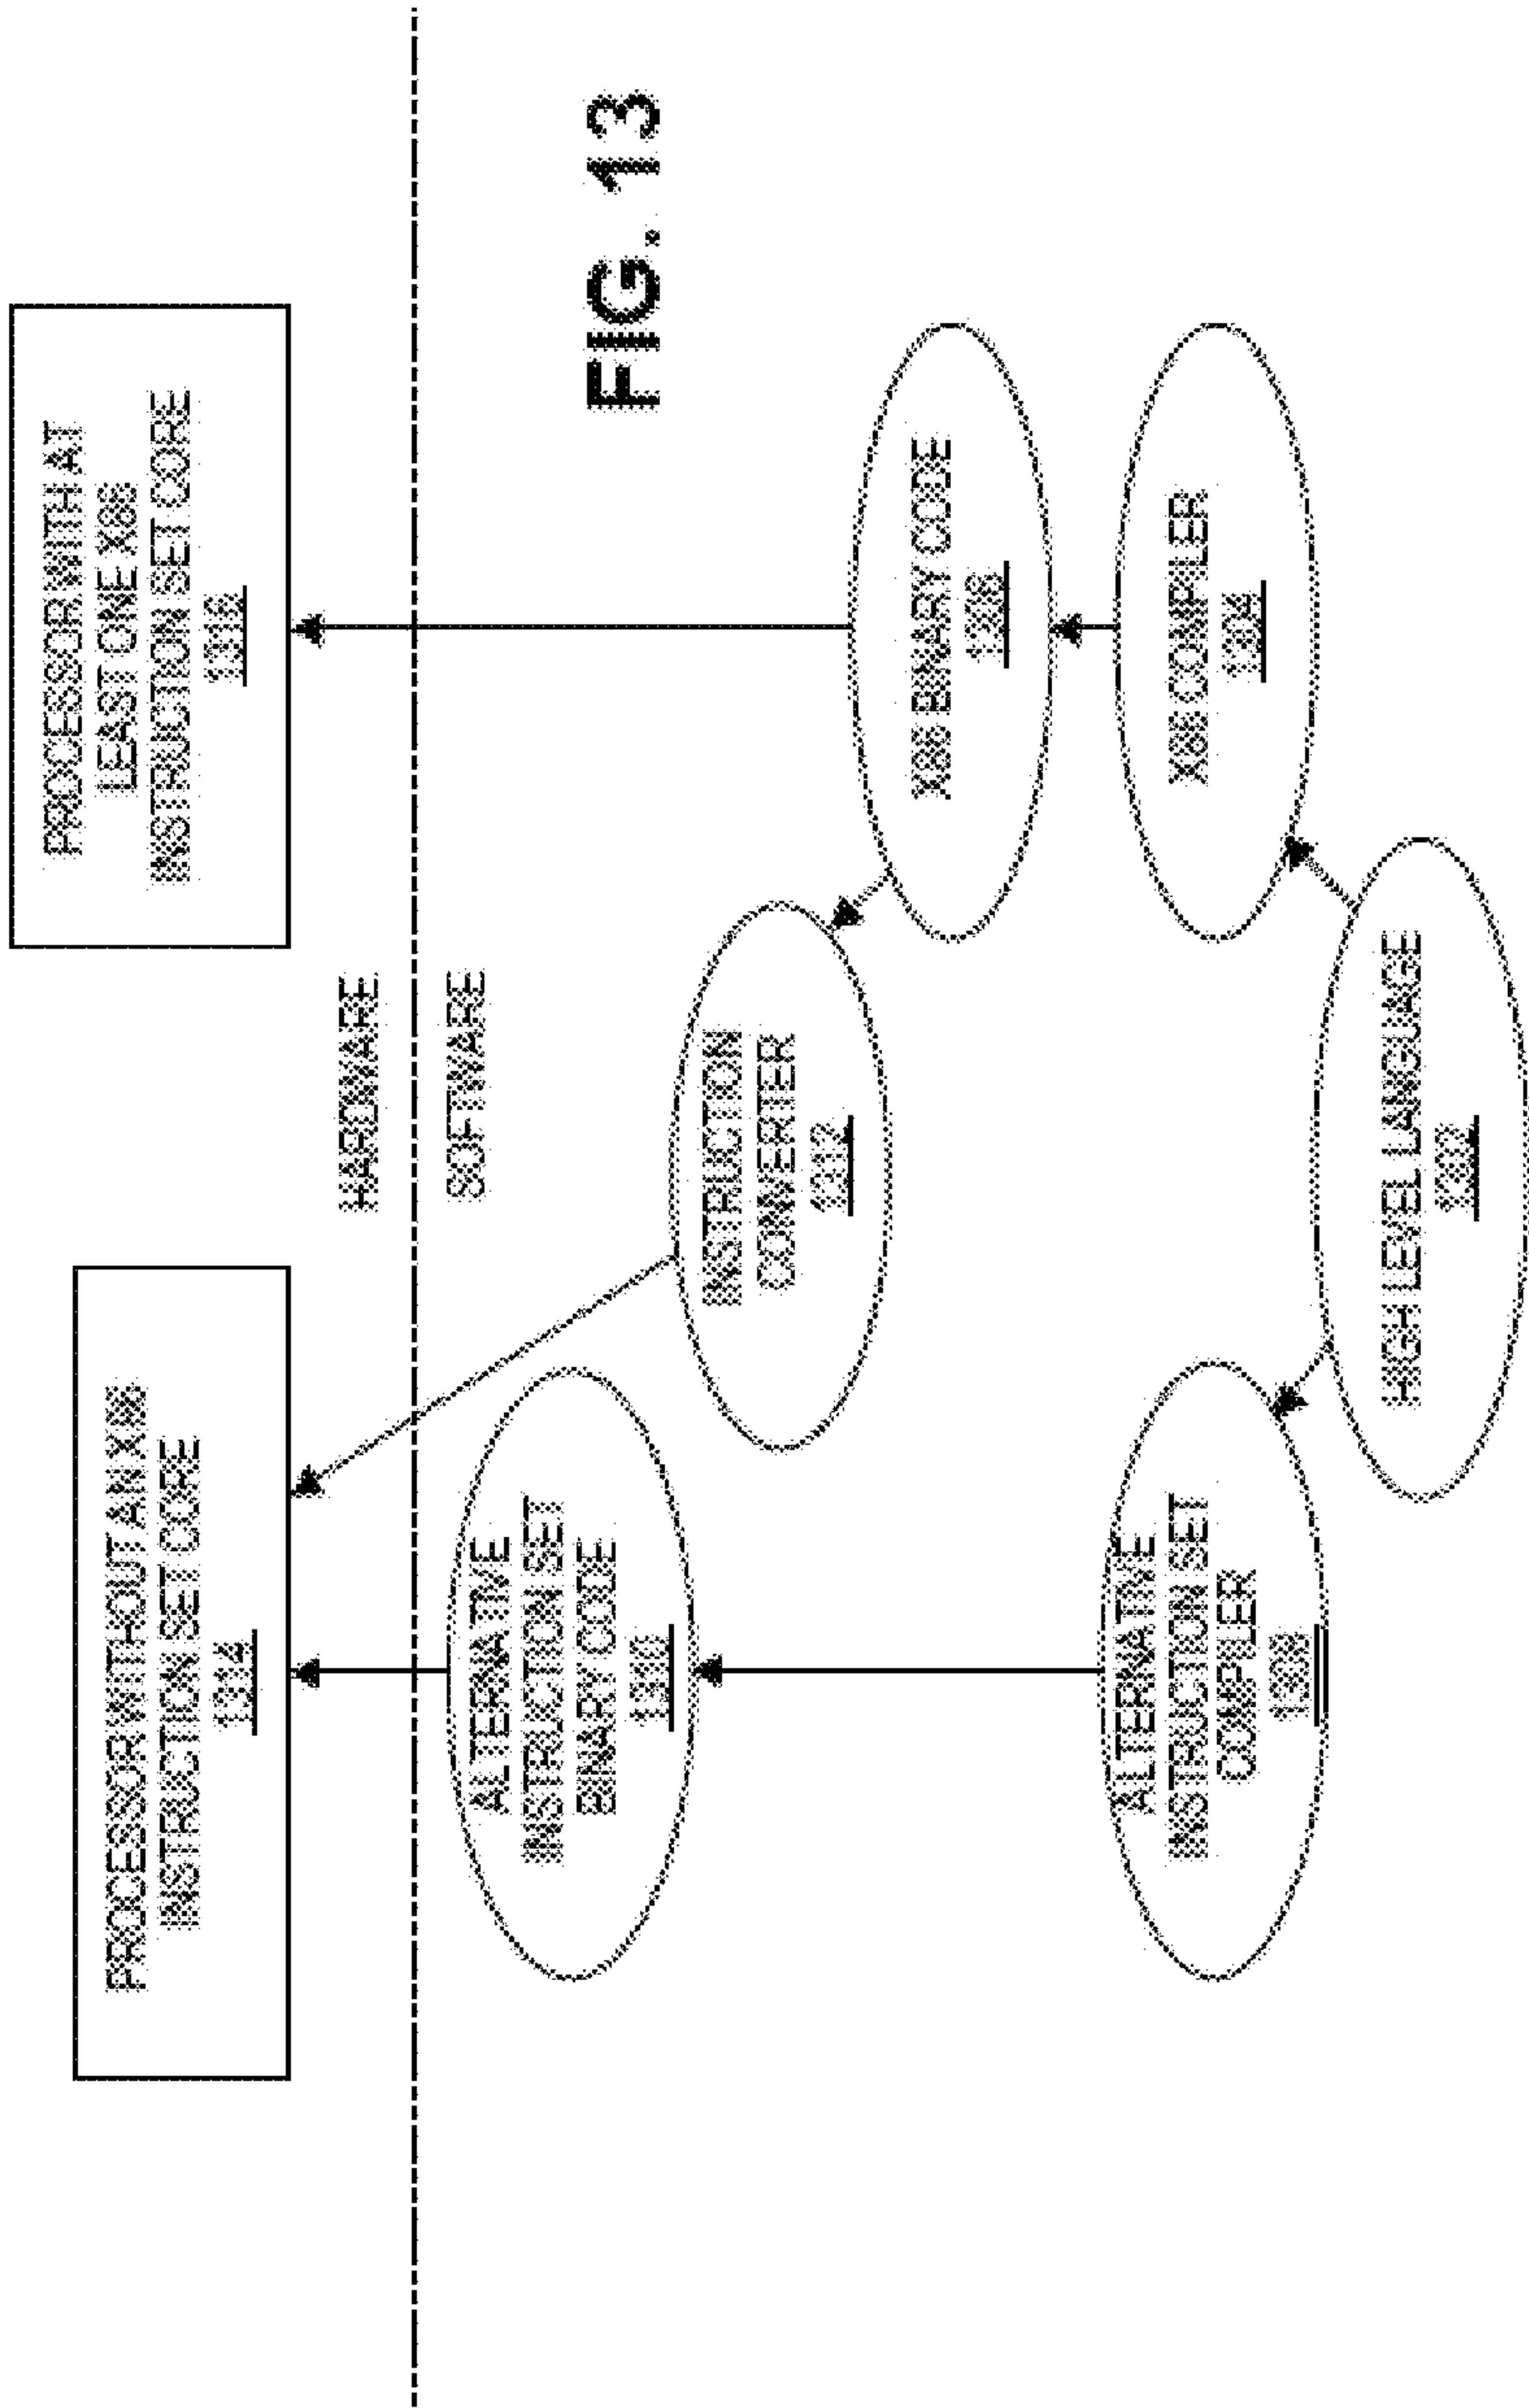 PROCESSOR WITHOUT AN X86
INSTRUCTION SET CORE
1314
PROCESSOR WITH AT
LEAST ONE X86
INSTRUCTION SET CORE
1316
HARDWARE
SOFTWARE
ALTERNATIVE
INSTRUCTION SET
BINARY CODE
1310
INSTRUCTION
CONVERTER
1312
X86 BINARY CODE
1306
ALTERNATIVE
INSTRUCTION SET
COMPILER
1308
X86 COMPILER
1304
HIGH LEVEL LANGUAGE
1302
FIG. 13